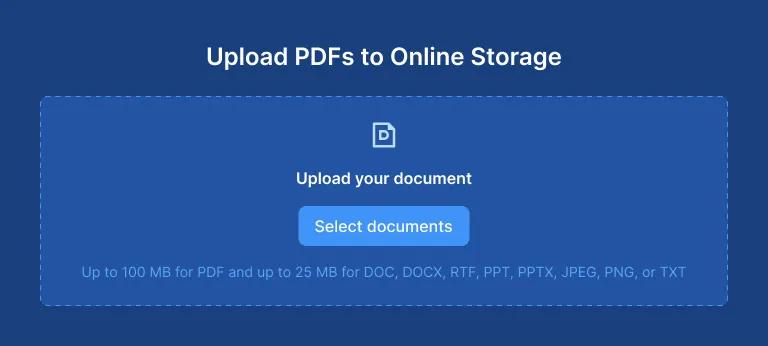 Upload PDFs to Online Storage
D
Upload your document
Select documents
Up to 100 MB for PDF and up to 25 MB for DOC, DOCX, RTF, PPT, PPTX, JPEG, PNG, or TXT